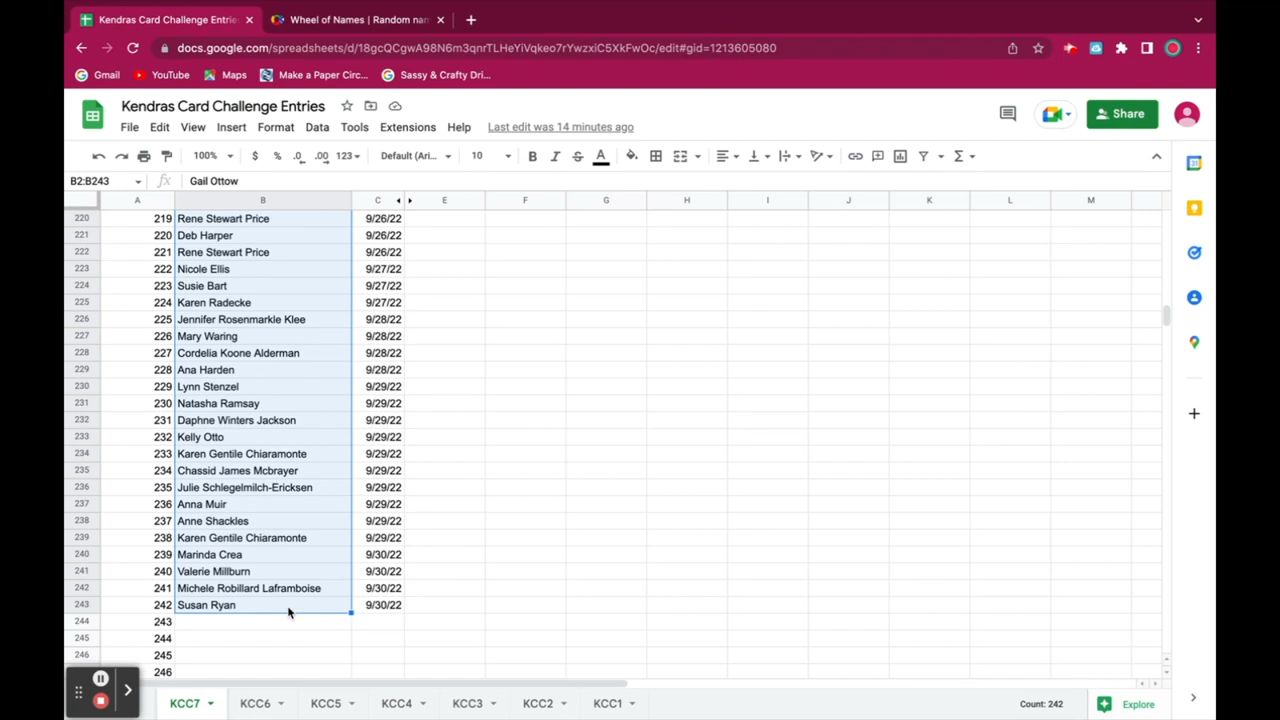 Kendras Card Challenge Entrie
Wheel of Names | Random nam
docs.google.com/spreadsheets/d/18gcQCgwA98N6m3qnrTLHeYiVqkeo7rYwzxiC5XkFwOc/edit#gid=1213605080
Gmail YouTube Maps Make a Paper Circ... Sassy & Crafty Dri...
Kendras Card Challenge Entries
File Edit View Insert Format Data Tools Extensions Help Last edit was 14 minutes ago
Share
100% $ % .0 .00 123 Default (Ari... 10 B I S A
B2:B243 fx Gail Ottow
A B C E F G H I J K L M
220 219 Rene Stewart Price 9/26/22
221 220 Deb Harper 9/26/22
222 221 Rene Stewart Price 9/26/22
223 222 Nicole Ellis 9/27/22
224 223 Susie Bart 9/27/22
225 224 Karen Radecke 9/27/22
226 225 Jennifer Rosenmarkle Klee 9/28/22
227 226 Mary Waring 9/28/22
228 227 Cordelia Koone Alderman 9/28/22
229 228 Ana Harden 9/28/22
230 229 Lynn Stenzel 9/29/22
231 230 Natasha Ramsay 9/29/22
232 231 Daphne Winters Jackson 9/29/22
233 232 Kelly Otto 9/29/22
234 233 Karen Gentile Chiaramonte 9/29/22
235 234 Chassid James Mcbrayer 9/29/22
236 235 Julie Schlegelmilch-Ericksen 9/29/22
237 236 Anna Muir 9/29/22
238 237 Anne Shackles 9/29/22
239 238 Karen Gentile Chiaramonte 9/29/22
240 239 Marinda Crea 9/30/22
241 240 Valerie Millburn 9/30/22
242 241 Michele Robillard Laframboise 9/30/22
243 242 Susan Ryan 9/30/22
244 243
245 244
246 245
246
KCC7 KCC6 KCC5 KCC4 KCC3 KCC2 KCC1 Count: 242 Explore